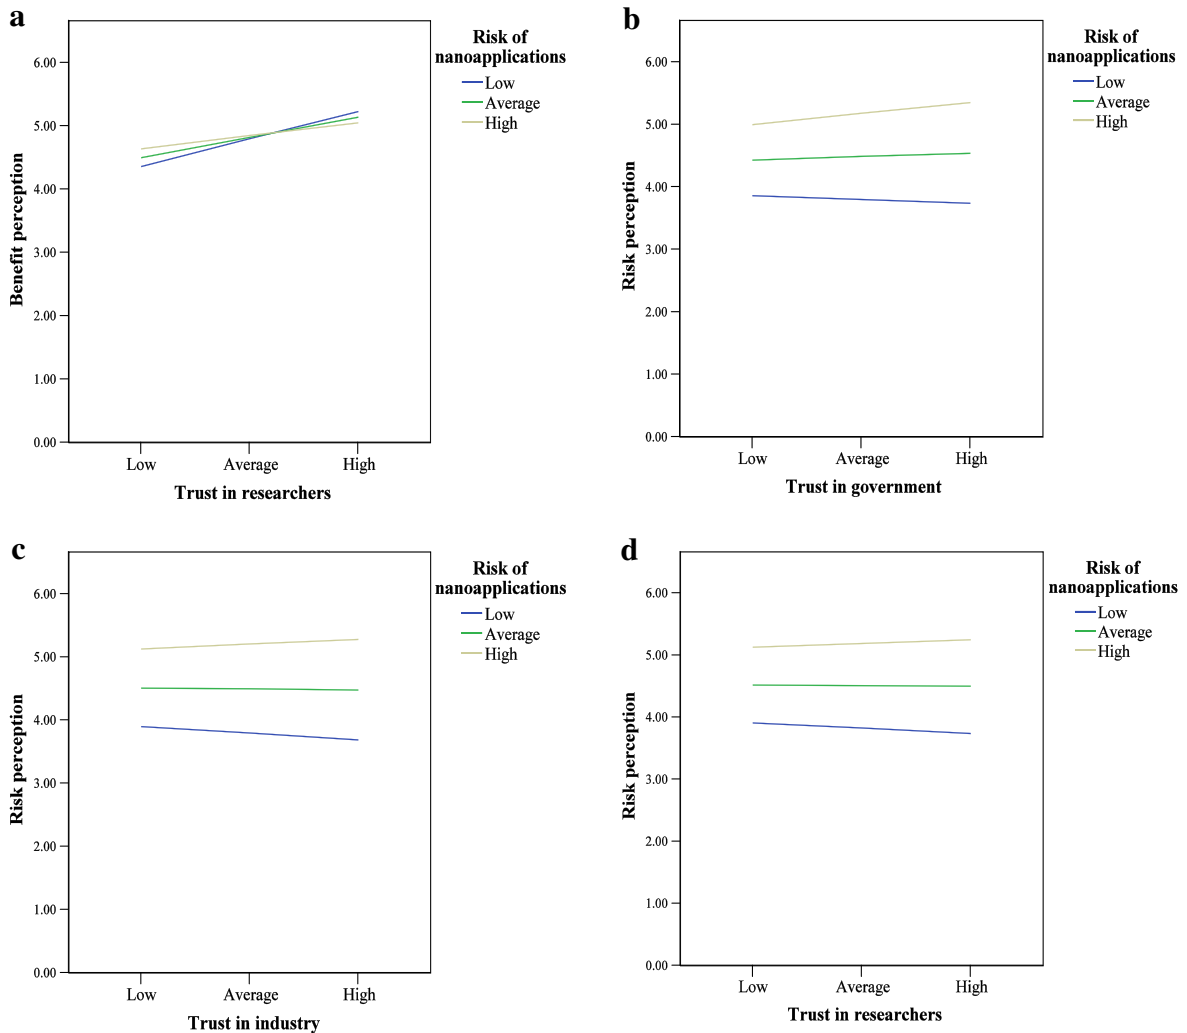 a
Risk of
nanoapplications
Low
Average
High
6.00
5.00
4.00
3.00
2.00
1.00
0.00
Benefit perception
Low
Average
High
Trust in researchers
b
Risk of
nanoapplications
Low
Average
High
6.00
5.00
4.00
3.00
2.00
1.00
0.00
Risk perception
Low
Average
High
Trust in government
c
Risk of
nanoapplications
Low
Average
High
6.00
5.00
4.00
3.00
2.00
1.00
0.00
Risk perception
Low
Average
High
Trust in industry
d
Risk of
nanoapplications
Low
Average
High
6.00
5.00
4.00
3.00
2.00
1.00
0.00
Risk perception
Low
Average
High
Trust in researchers